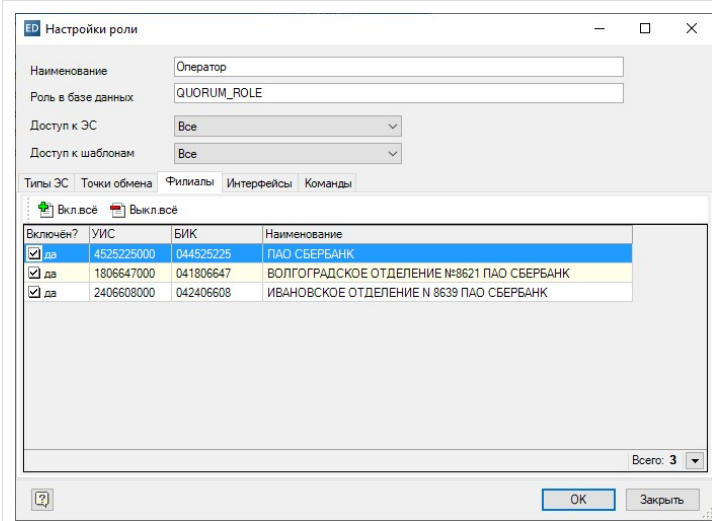 ED Настройки роли
Наименование Оператор
Роль в базе данных QUORUM_ROLE
Доступ к ЭС Все
Доступ к шаблонам Все
Типы ЭС Точки обмена Филиалы Интерфейсы Команды
Вкл.всё Выкл.всё
Включён? УИС БИК Наименование
да 4525225000 044525225 ПАО СБЕРБАНК
да 1806647000 041806647 ВОЛГОГРАДСКОЕ ОТДЕЛЕНИЕ №8621 ПАО СБЕРБАНК
да 2406608000 042406608 ИВАНОВСКОЕ ОТДЕЛЕНИЕ N 8639 ПАО СБЕРБАНК
Всего: 3
OK Закрыть